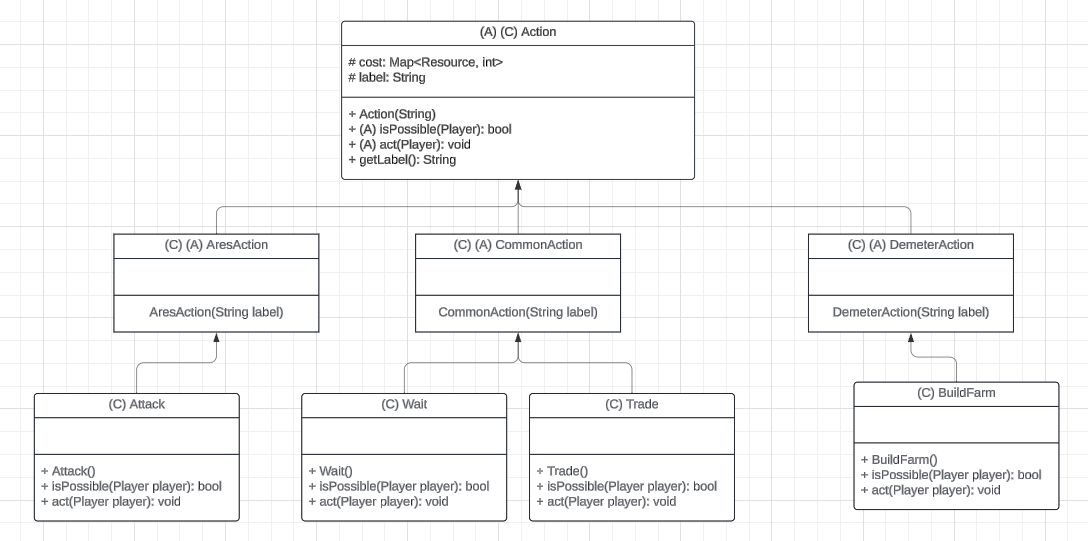 (A) (C) Action
# cost: Map<Resource, int>
# label: String
+ Action(String)
+ (A) isPossible(Player): bool
+ (A) act(Player): void
+ getLabel(): String
(C) (A) AresAction
AresAction(String label)
(C) (A) CommonAction
CommonAction(String label)
(C) (A) DemeterAction
DemeterAction(String label)
(C) Attack
+ Attack()
+ isPossible(Player player): bool
+ act(Player player): void
(C) Wait
+ Wait()
+ isPossible(Player player): bool
+ act(Player player): void
(C) Trade
+ Trade()
+ isPossible(Player player): bool
+ act(Player player): void
(C) BuildFarm
+ BuildFarm()
+ isPossible(Player player): bool
+ act(Player player): void